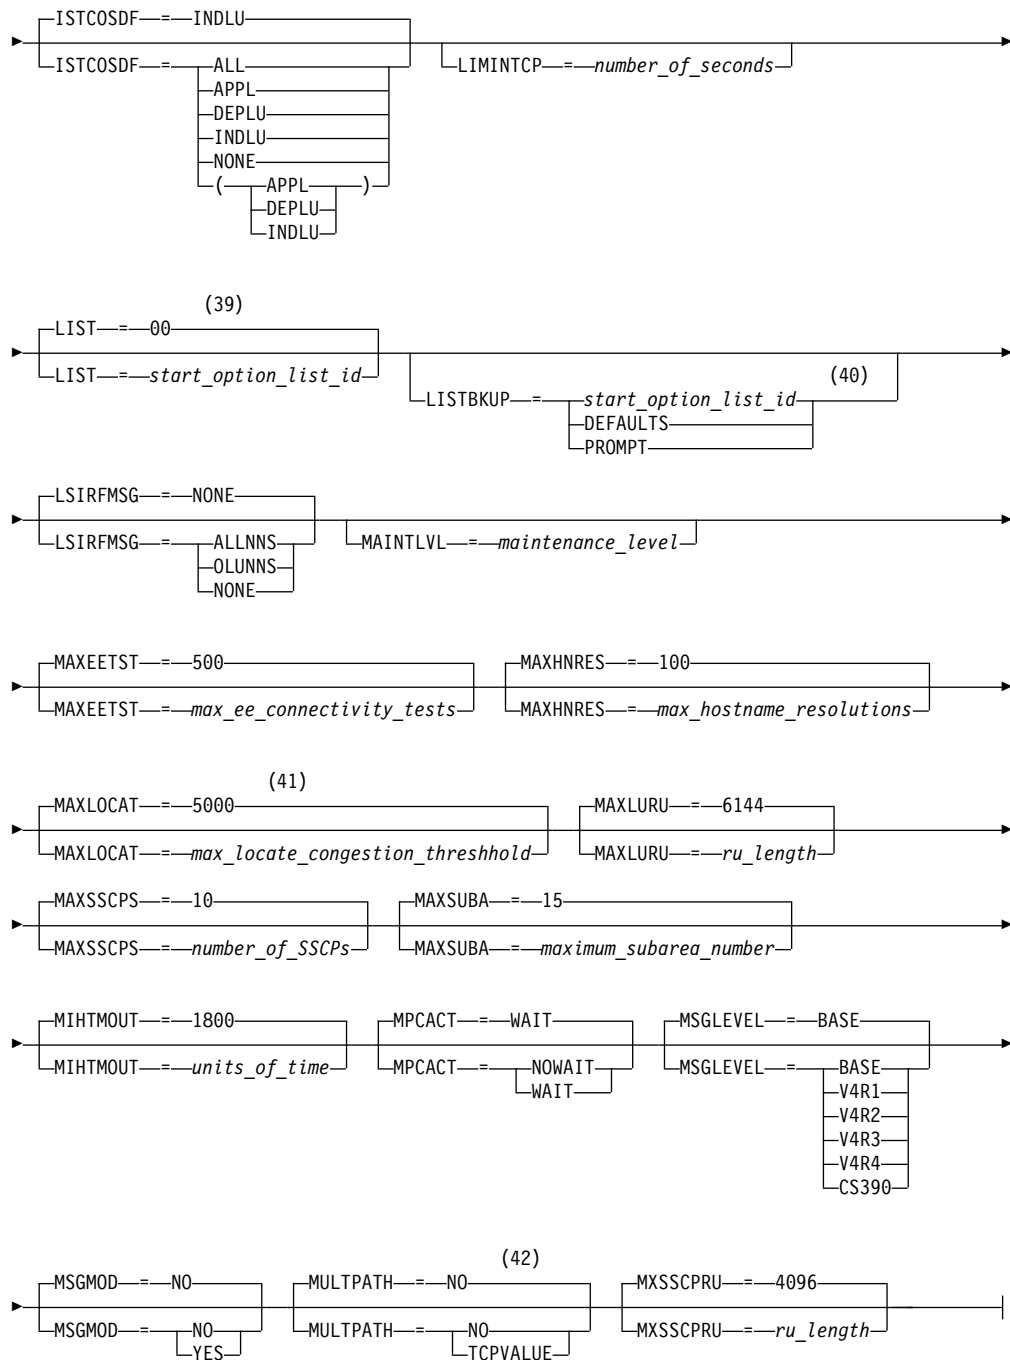 ISTCOSDF = INDLU
ISTCOSDF = ALL LIMINTCP = number_of_seconds
APPL
DEPLU
INDLU
NONE
( APPL )
DEPLU
INDLU
(39)
LIST = 00
LIST = start_option_list_id (40)
LISTBKUP = start_option_list_id
DEFAULTS
PROMPT
LSIRFMSG = NONE
LSIRFMSG = ALLNNS MAINTLVL = maintenance_level
OLUNNS
NONE
MAXEETST = 500 MAXHNRES = 100
MAXEETST = max_ee_connectivity_tests MAXHNRES = max_hostname_resolutions
(41)
MAXLOCAT = 5000 MAXLURU = 6144
MAXLOCAT = max_locate_congestion_threshhold MAXLURU = ru_length
MAXSSCPS = 10 MAXSUBA = 15
MAXSSCPS = number_of_SSCPs MAXSUBA = maximum_subarea_number
MIHTMOUT = 1800 MPCACT = WAIT MSGLEVEL = BASE
MIHTMOUT = units_of_time MPCACT = NOWAIT MSGLEVEL = BASE
WAIT V4R1
V4R2
V4R3
V4R4
CS390
(42)
MSGMOD = NO MULTPATH = NO MXSSCPRU = 4096
MSGMOD = NO MULTPATH = NO MXSSCPRU = ru_length
YES TCPVALUE